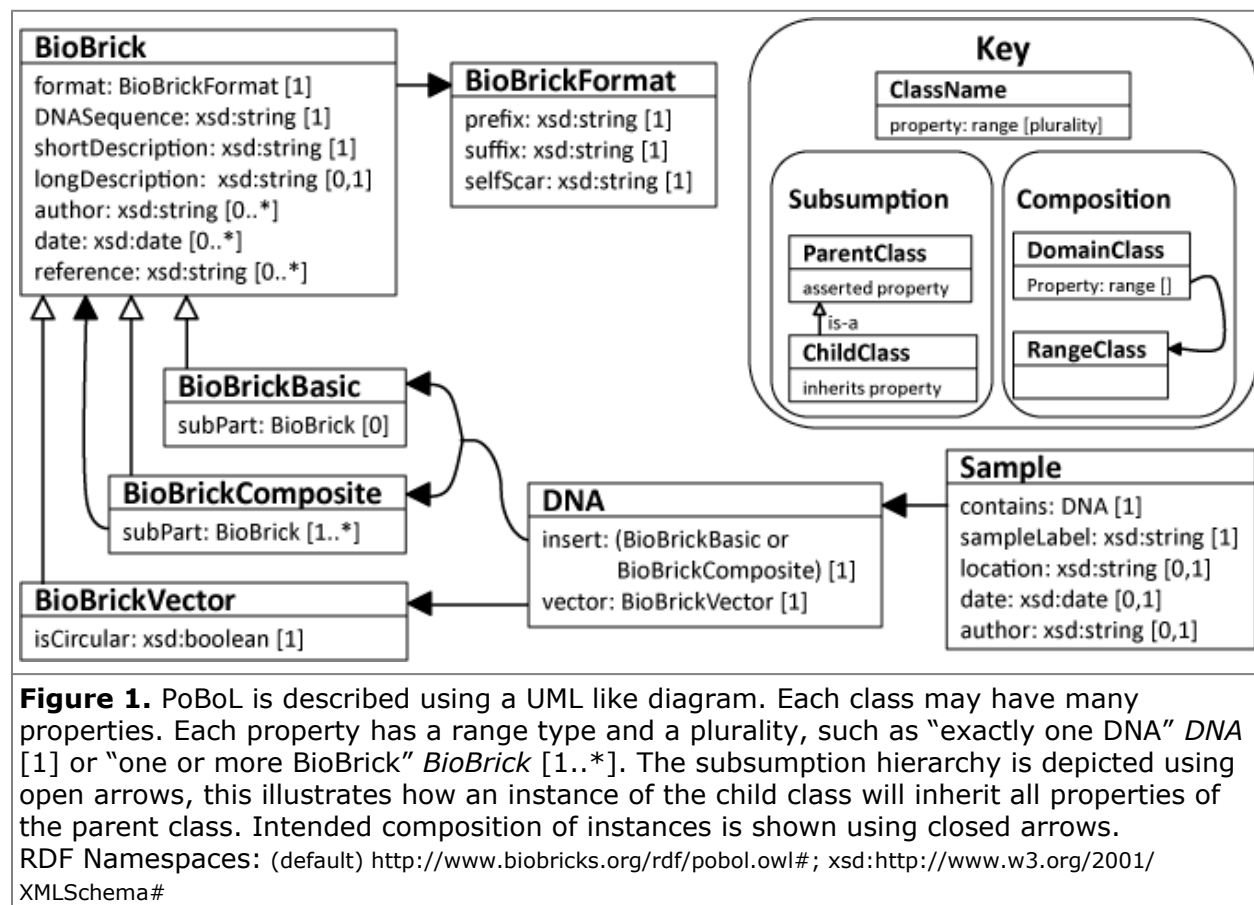 BioBrick
format: BioBrickFormat [1]
DNASequence: xsd:string [1]
shortDescription: xsd:string [1]
longDescription:  xsd:string [0,1]
author: xsd:string [0..*]
date: xsd:date [0..*]
reference: xsd:string [0..*]
BioBrickFormat
prefix: xsd:string [1]
suffix: xsd:string [1]
selfScar: xsd:string [1]
Key
ClassName
property: range [plurality]
Subsumption
ParentClass
asserted property
is-a
ChildClass
inherits property
Composition
DomainClass
Property: range []
RangeClass
BioBrickBasic
subPart: BioBrick [0]
BioBrickComposite
subPart: BioBrick [1..*]
BioBrickVector
isCircular: xsd:boolean [1]
DNA
insert: (BioBrickBasic or
BioBrickComposite) [1]
vector: BioBrickVector [1]
Sample
contains: DNA [1]
sampleLabel: xsd:string [1]
location: xsd:string [0,1]
date: xsd:date [0,1]
author: xsd:string [0,1]
Figure 1. PoBoL is described using a UML like diagram. Each class may have many
properties. Each property has a range type and a plurality, such as “exactly one DNA” DNA
[1] or “one or more BioBrick” BioBrick [1..*]. The subsumption hierarchy is depicted using
open arrows, this illustrates how an instance of the child class will inherit all properties of
the parent class. Intended composition of instances is shown using closed arrows.
RDF Namespaces: (default) http://www.biobricks.org/rdf/pobol.owl#; xsd:http://www.w3.org/2001/
XMLSchema#